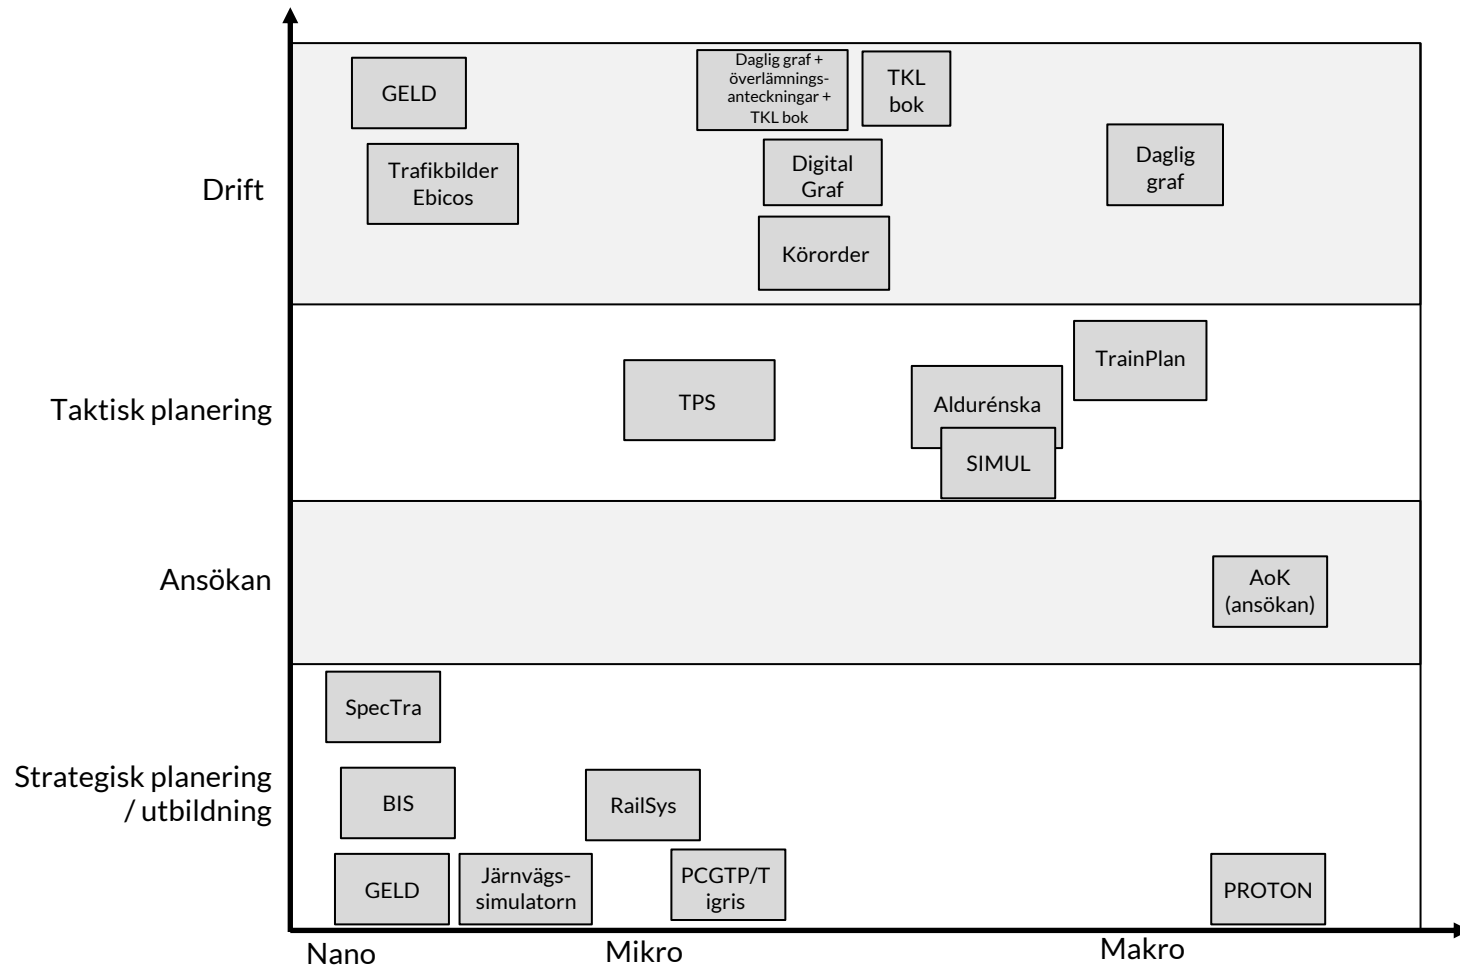 Drift
GELD
Trafikbilder
Ebicos
Daglig graf +
överlämnings-
anteckningar +
TKL bok
TKL
bok
Digital
Graf
Körorder
Daglig
graf
Taktisk planering
TPS
Aldurénska
SIMUL
TrainPlan
Ansökan
AoK
(ansökan)
Strategisk planering
/ utbildning
SpecTra
BIS
RailSys
GELD
Järnvägs-
simulatorn
PCGTP/T
igris
PROTON
Nano
Mikro
Makro